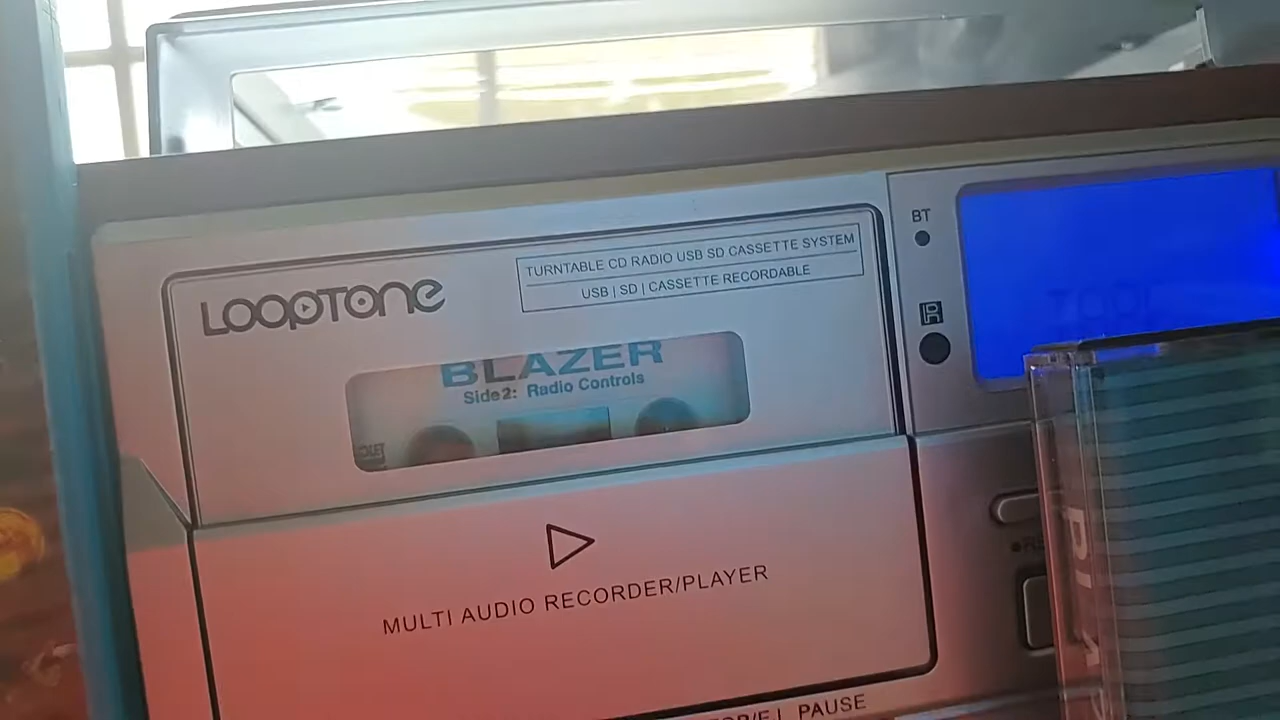 LOOPTONE
TURNTABLE CD RADIO USB SD CASSETTE SYSTEM
USB | SD | CASSETTE RECORDABLE
BLAZER
Side2: Radio Controls
BT
MULTI AUDIO RECORDER/PLAYER
PAUSE